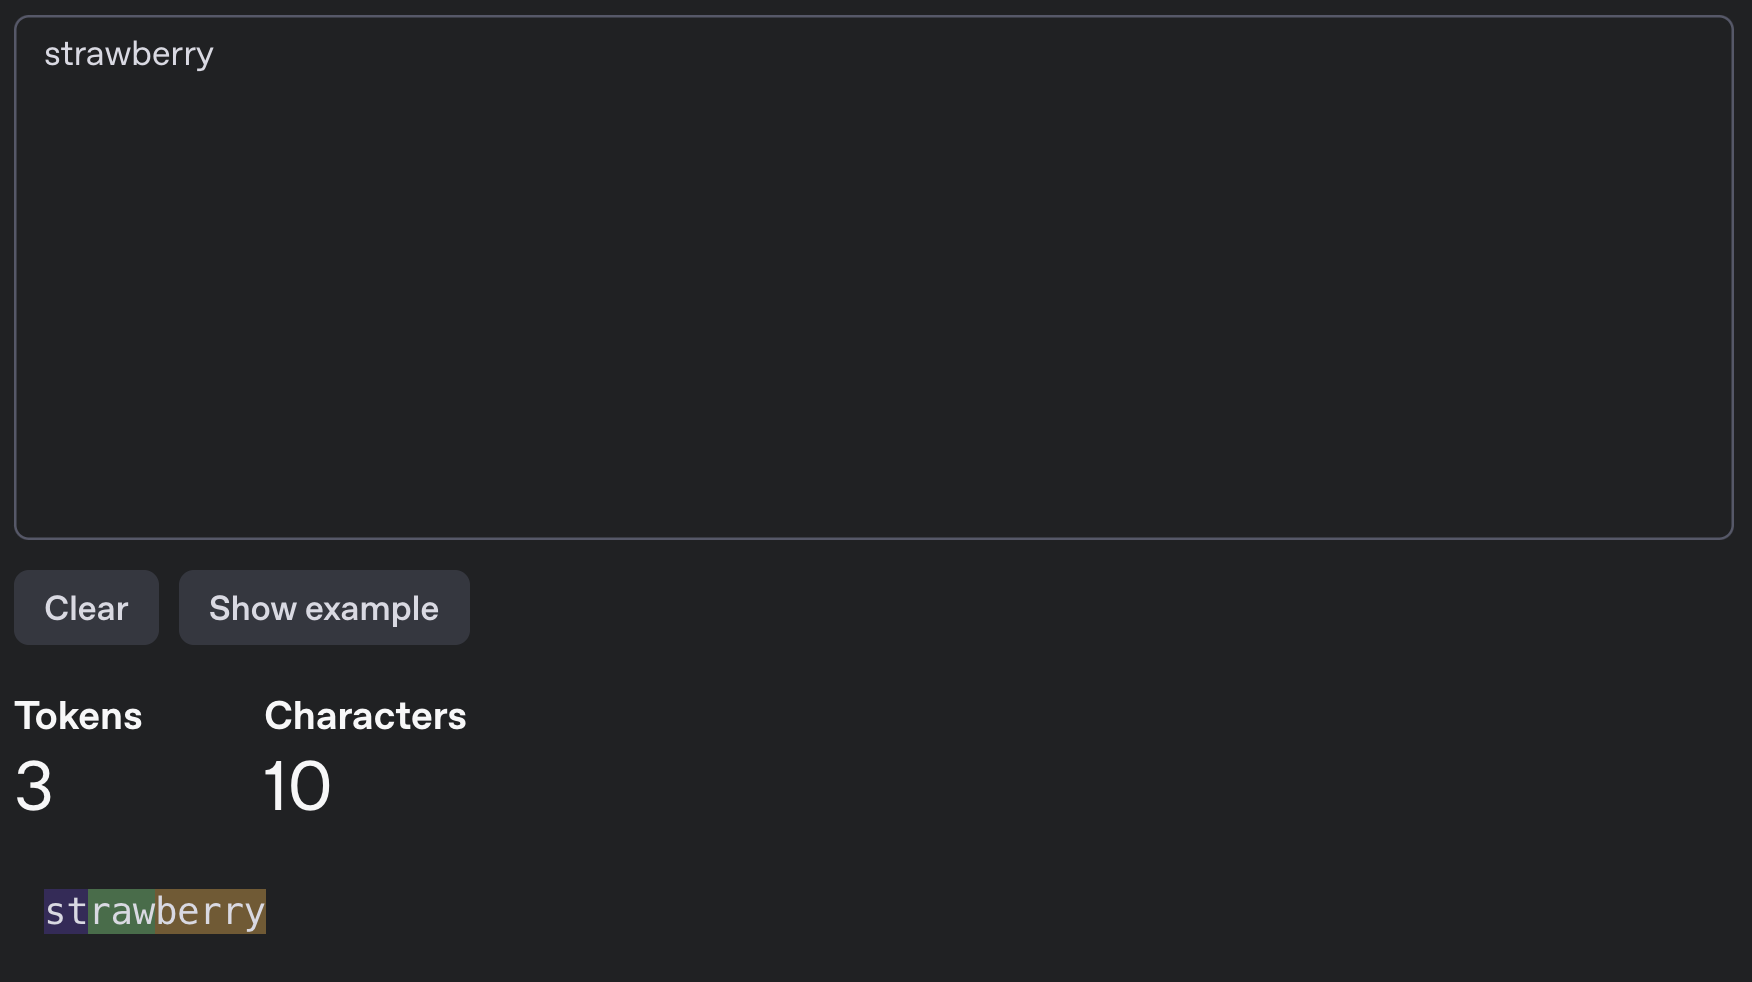 strawberry
Clear Show example
Tokens Characters
3 10
strawberry